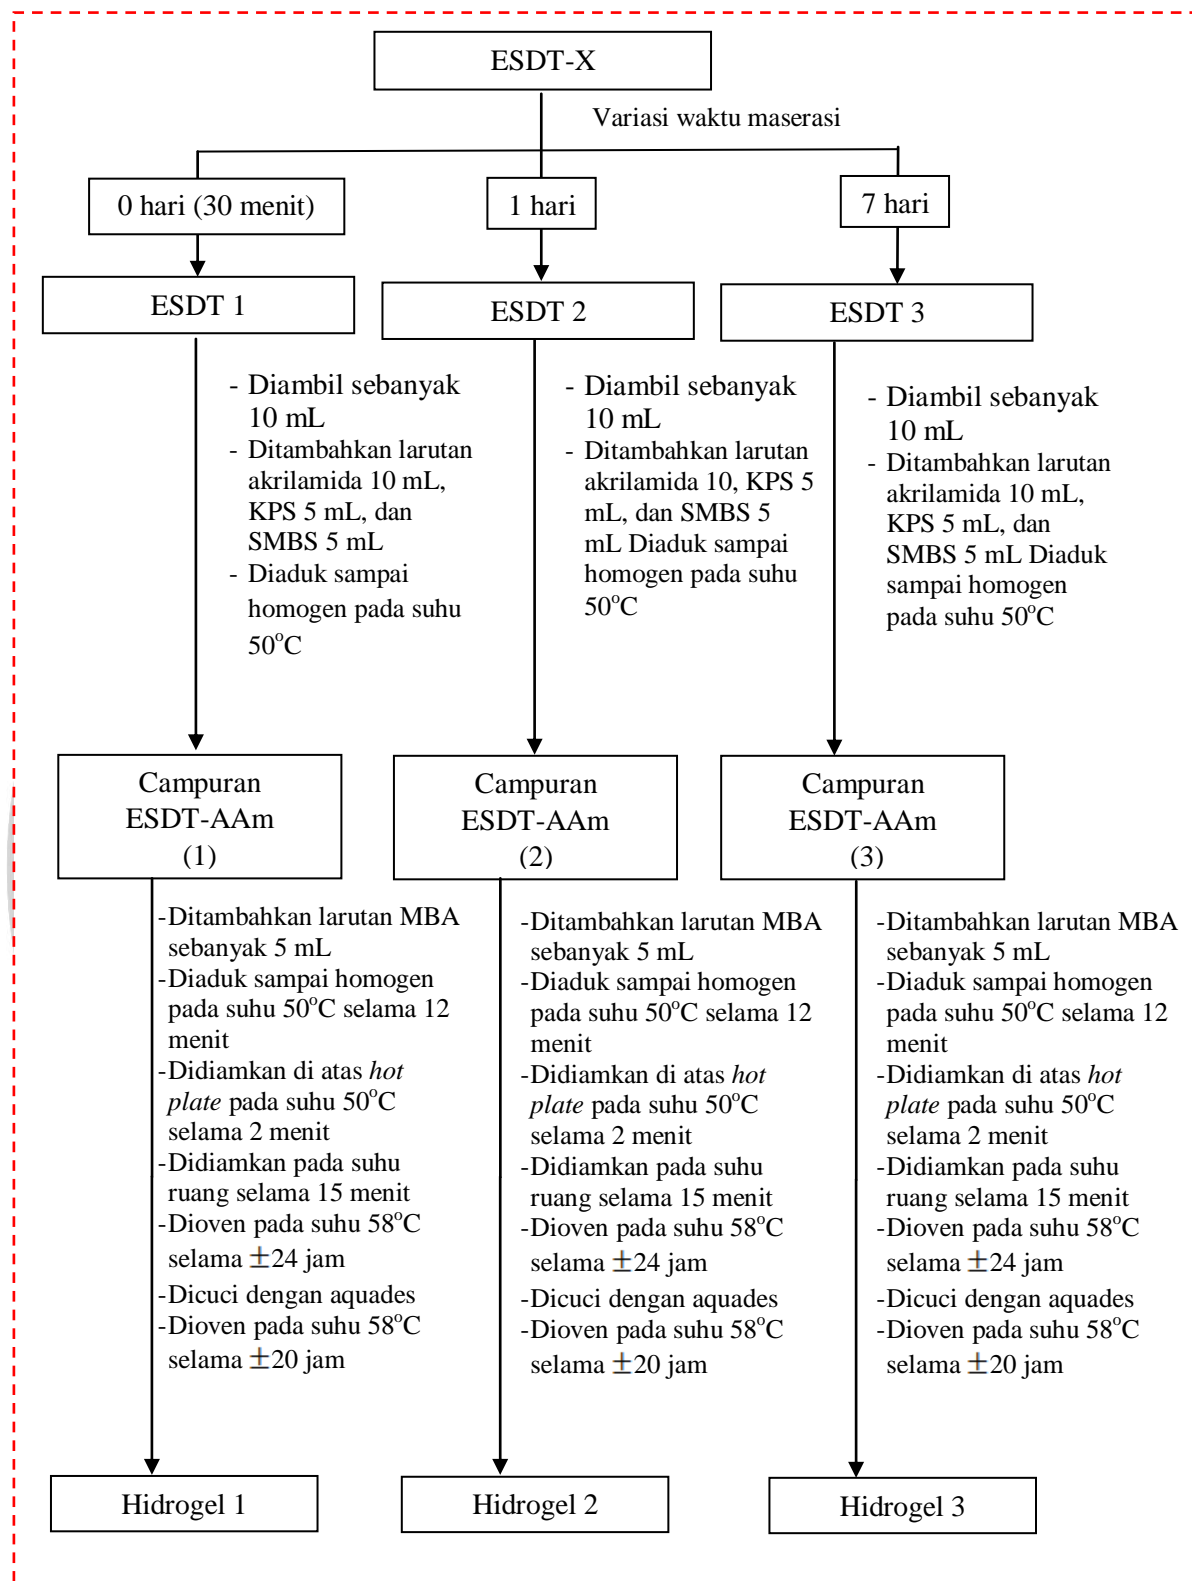 ESDT-X
Variasi waktu maserasi
0 hari (30 menit)
1 hari
7 hari
ESDT 1
ESDT 2
ESDT 3
- Diambil sebanyak
10 mL
- Ditambahkan larutan
akrilamida 10 mL,
KPS 5 mL, dan
SMBS 5 mL
- Diaduk sampai
homogen pada suhu
50°C
- Diambil sebanyak
10 mL
- Ditambahkan larutan
akrilamida 10, KPS 5
mL, dan SMBS 5
mL Diaduk sampai
homogen pada suhu
50°C
- Diambil sebanyak
10 mL
- Ditambahkan larutan
akrilamida 10 mL,
KPS 5 mL, dan
SMBS 5 mL Diaduk
sampai homogen
pada suhu 50°C
Campuran
ESDT-AAm
(1)
Campuran
ESDT-AAm
(2)
Campuran
ESDT-AAm
(3)
-Ditambahkan larutan MBA
sebanyak 5 mL
-Diaduk sampai homogen
pada suhu 50°C selama 12
menit
-Didiamkan di atas hot
plate pada suhu 50°C
selama 2 menit
-Didiamkan pada suhu
ruang selama 15 menit
-Dioven pada suhu 58°C
selama ±24 jam
-Dicuci dengan aquades
-Dioven pada suhu 58°C
selama ±20 jam
-Ditambahkan larutan MBA
sebanyak 5 mL
-Diaduk sampai homogen
pada suhu 50°C selama 12
menit
-Didiamkan di atas hot
plate pada suhu 50°C
selama 2 menit
-Didiamkan pada suhu
ruang selama 15 menit
-Dioven pada suhu 58°C
selama ±24 jam
-Dicuci dengan aquades
-Dioven pada suhu 58°C
selama ±20 jam
-Ditambahkan larutan MBA
sebanyak 5 mL
-Diaduk sampai homogen
pada suhu 50°C selama 12
menit
-Didiamkan di atas hot
plate pada suhu 50°C
selama 2 menit
-Didiamkan pada suhu
ruang selama 15 menit
-Dioven pada suhu 58°C
selama ±24 jam
-Dicuci dengan aquades
-Dioven pada suhu 58°C
selama ±20 jam
Hidrogel 1
Hidrogel 2
Hidrogel 3